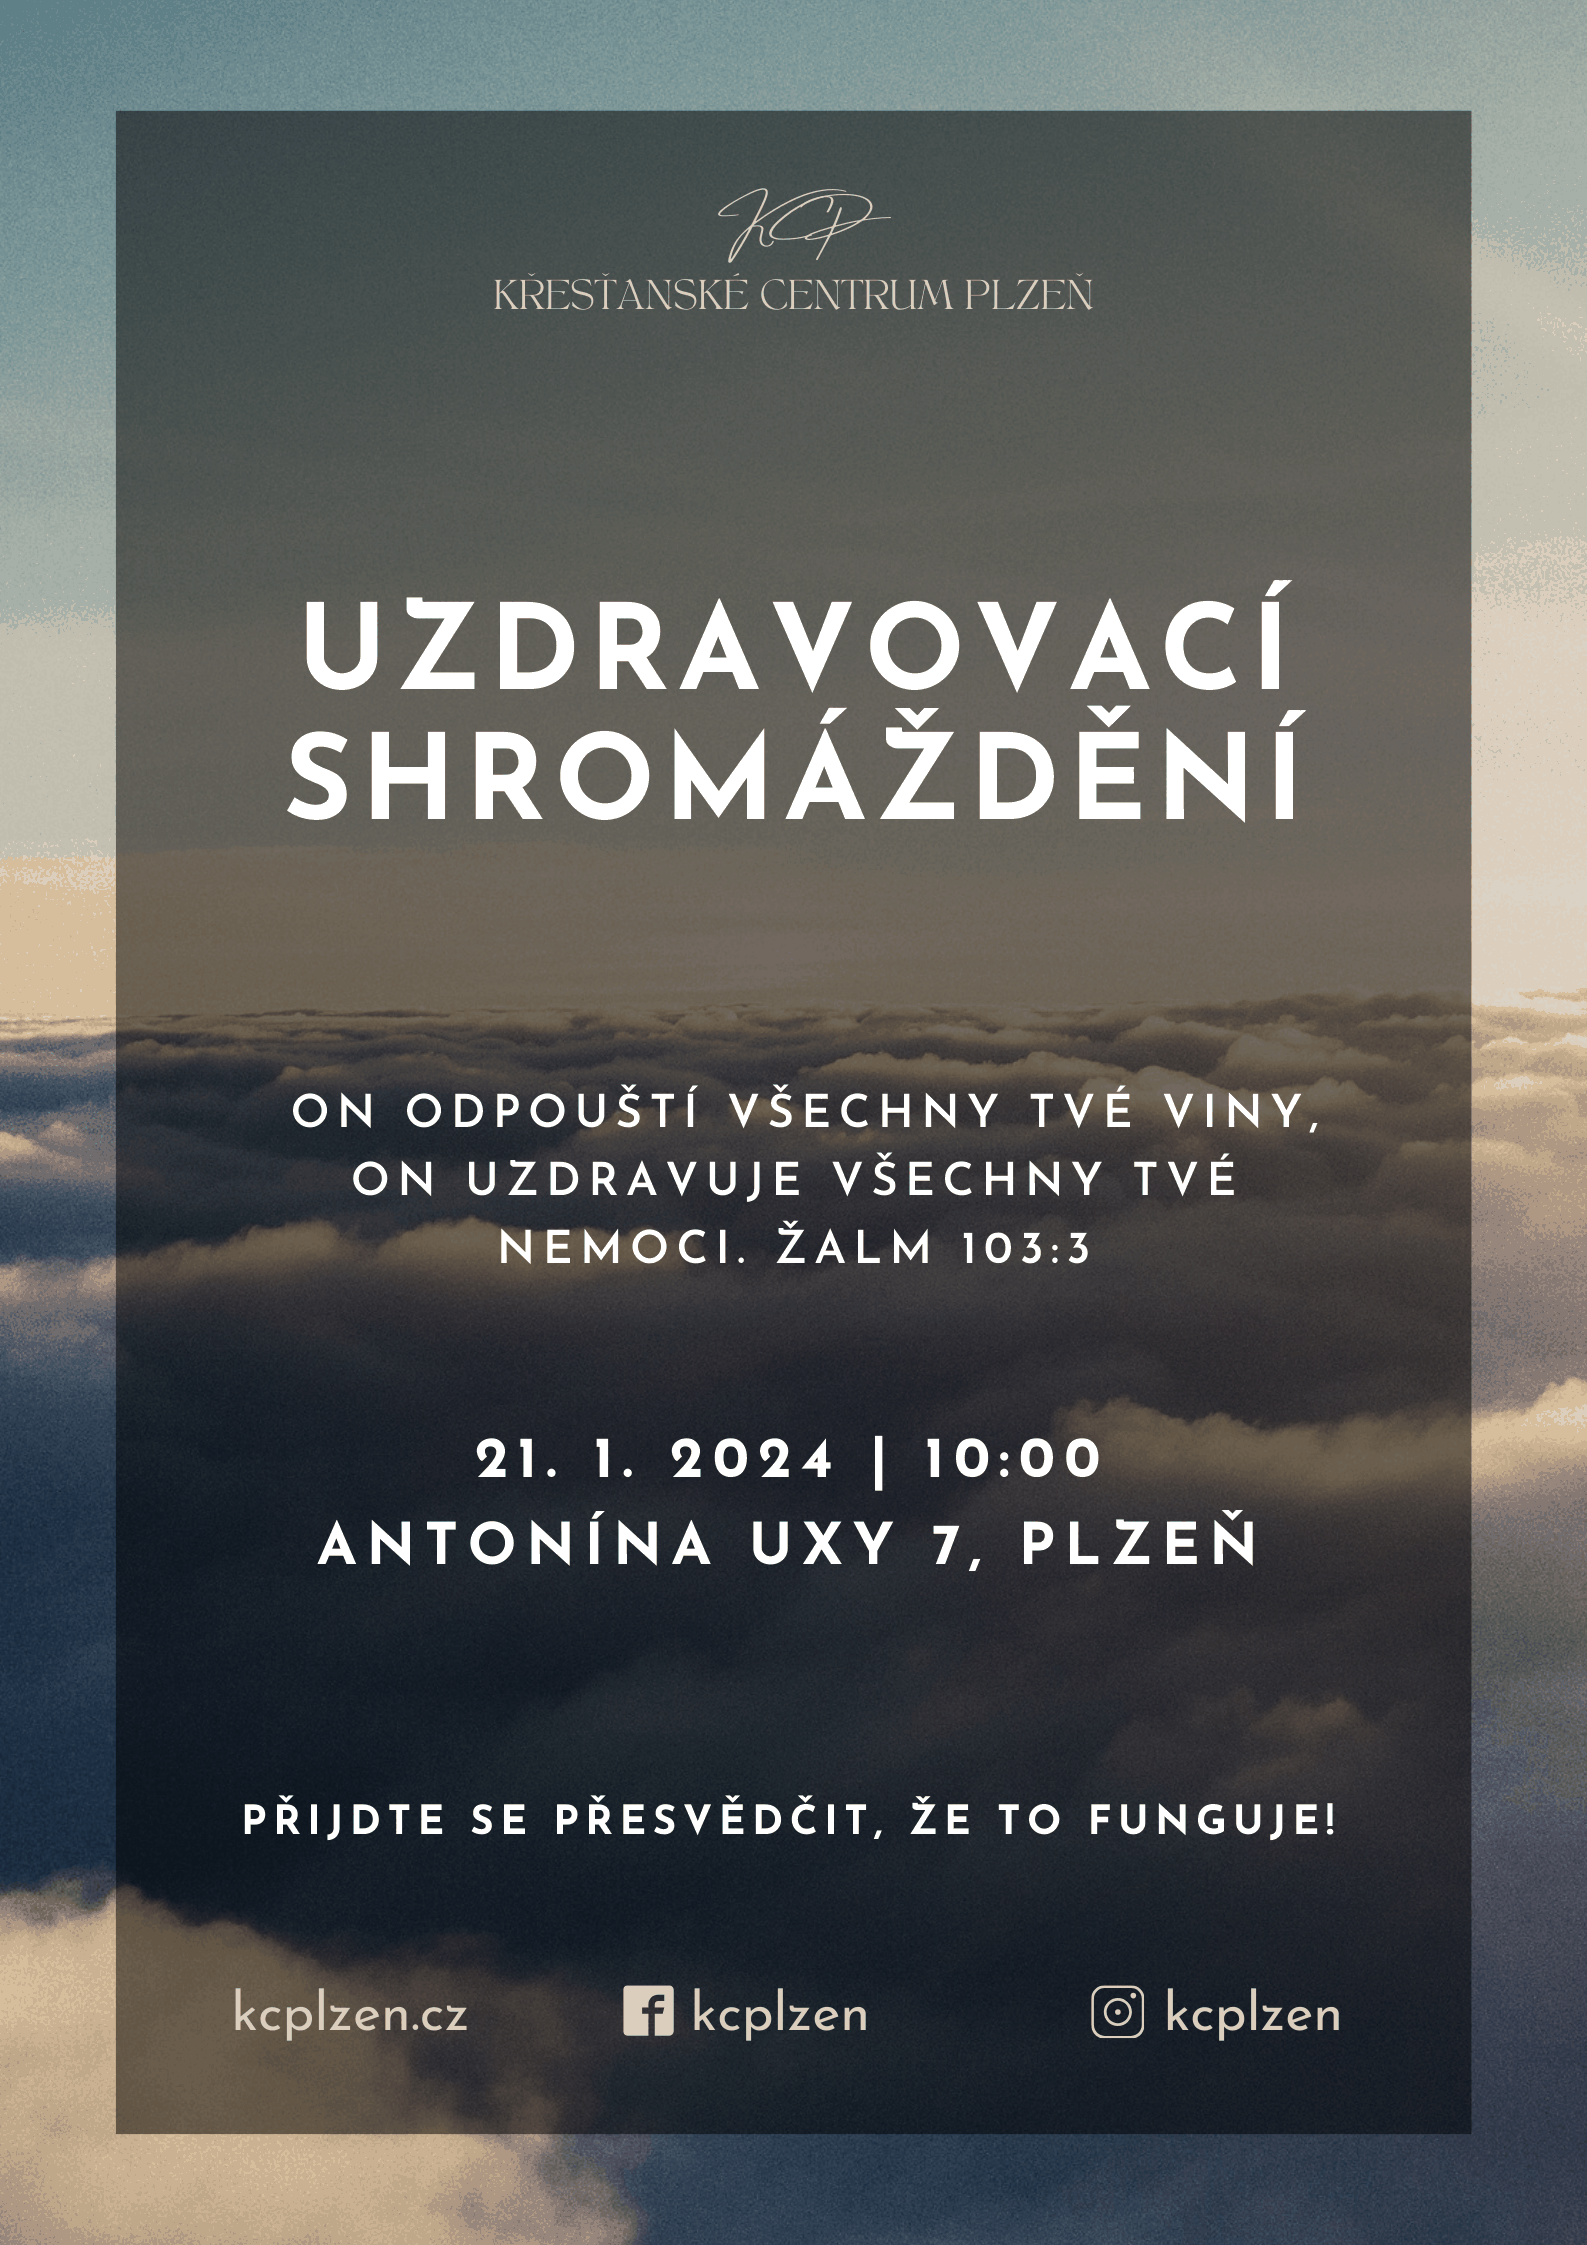 KCP
KŘESŤANSKÉ CENTRUM PLZEŇ
UZDRAVOVACÍ
SHROMÁŽDĚNÍ
ON ODPOUŠTÍ VŠECHNY TVÉ VINY,
ON UZDRAVUJE VŠECHNY TVÉ
NEMOCI. ŽALM 103:3
21. 1. 2024 | 10:00
ANTONÍNA UXY 7, PLZEŇ
PŘIJDTE SE PŘESVĚDČIT, ŽE TO FUNGUJE!
kcplzen.cz kcplzen kcplzen